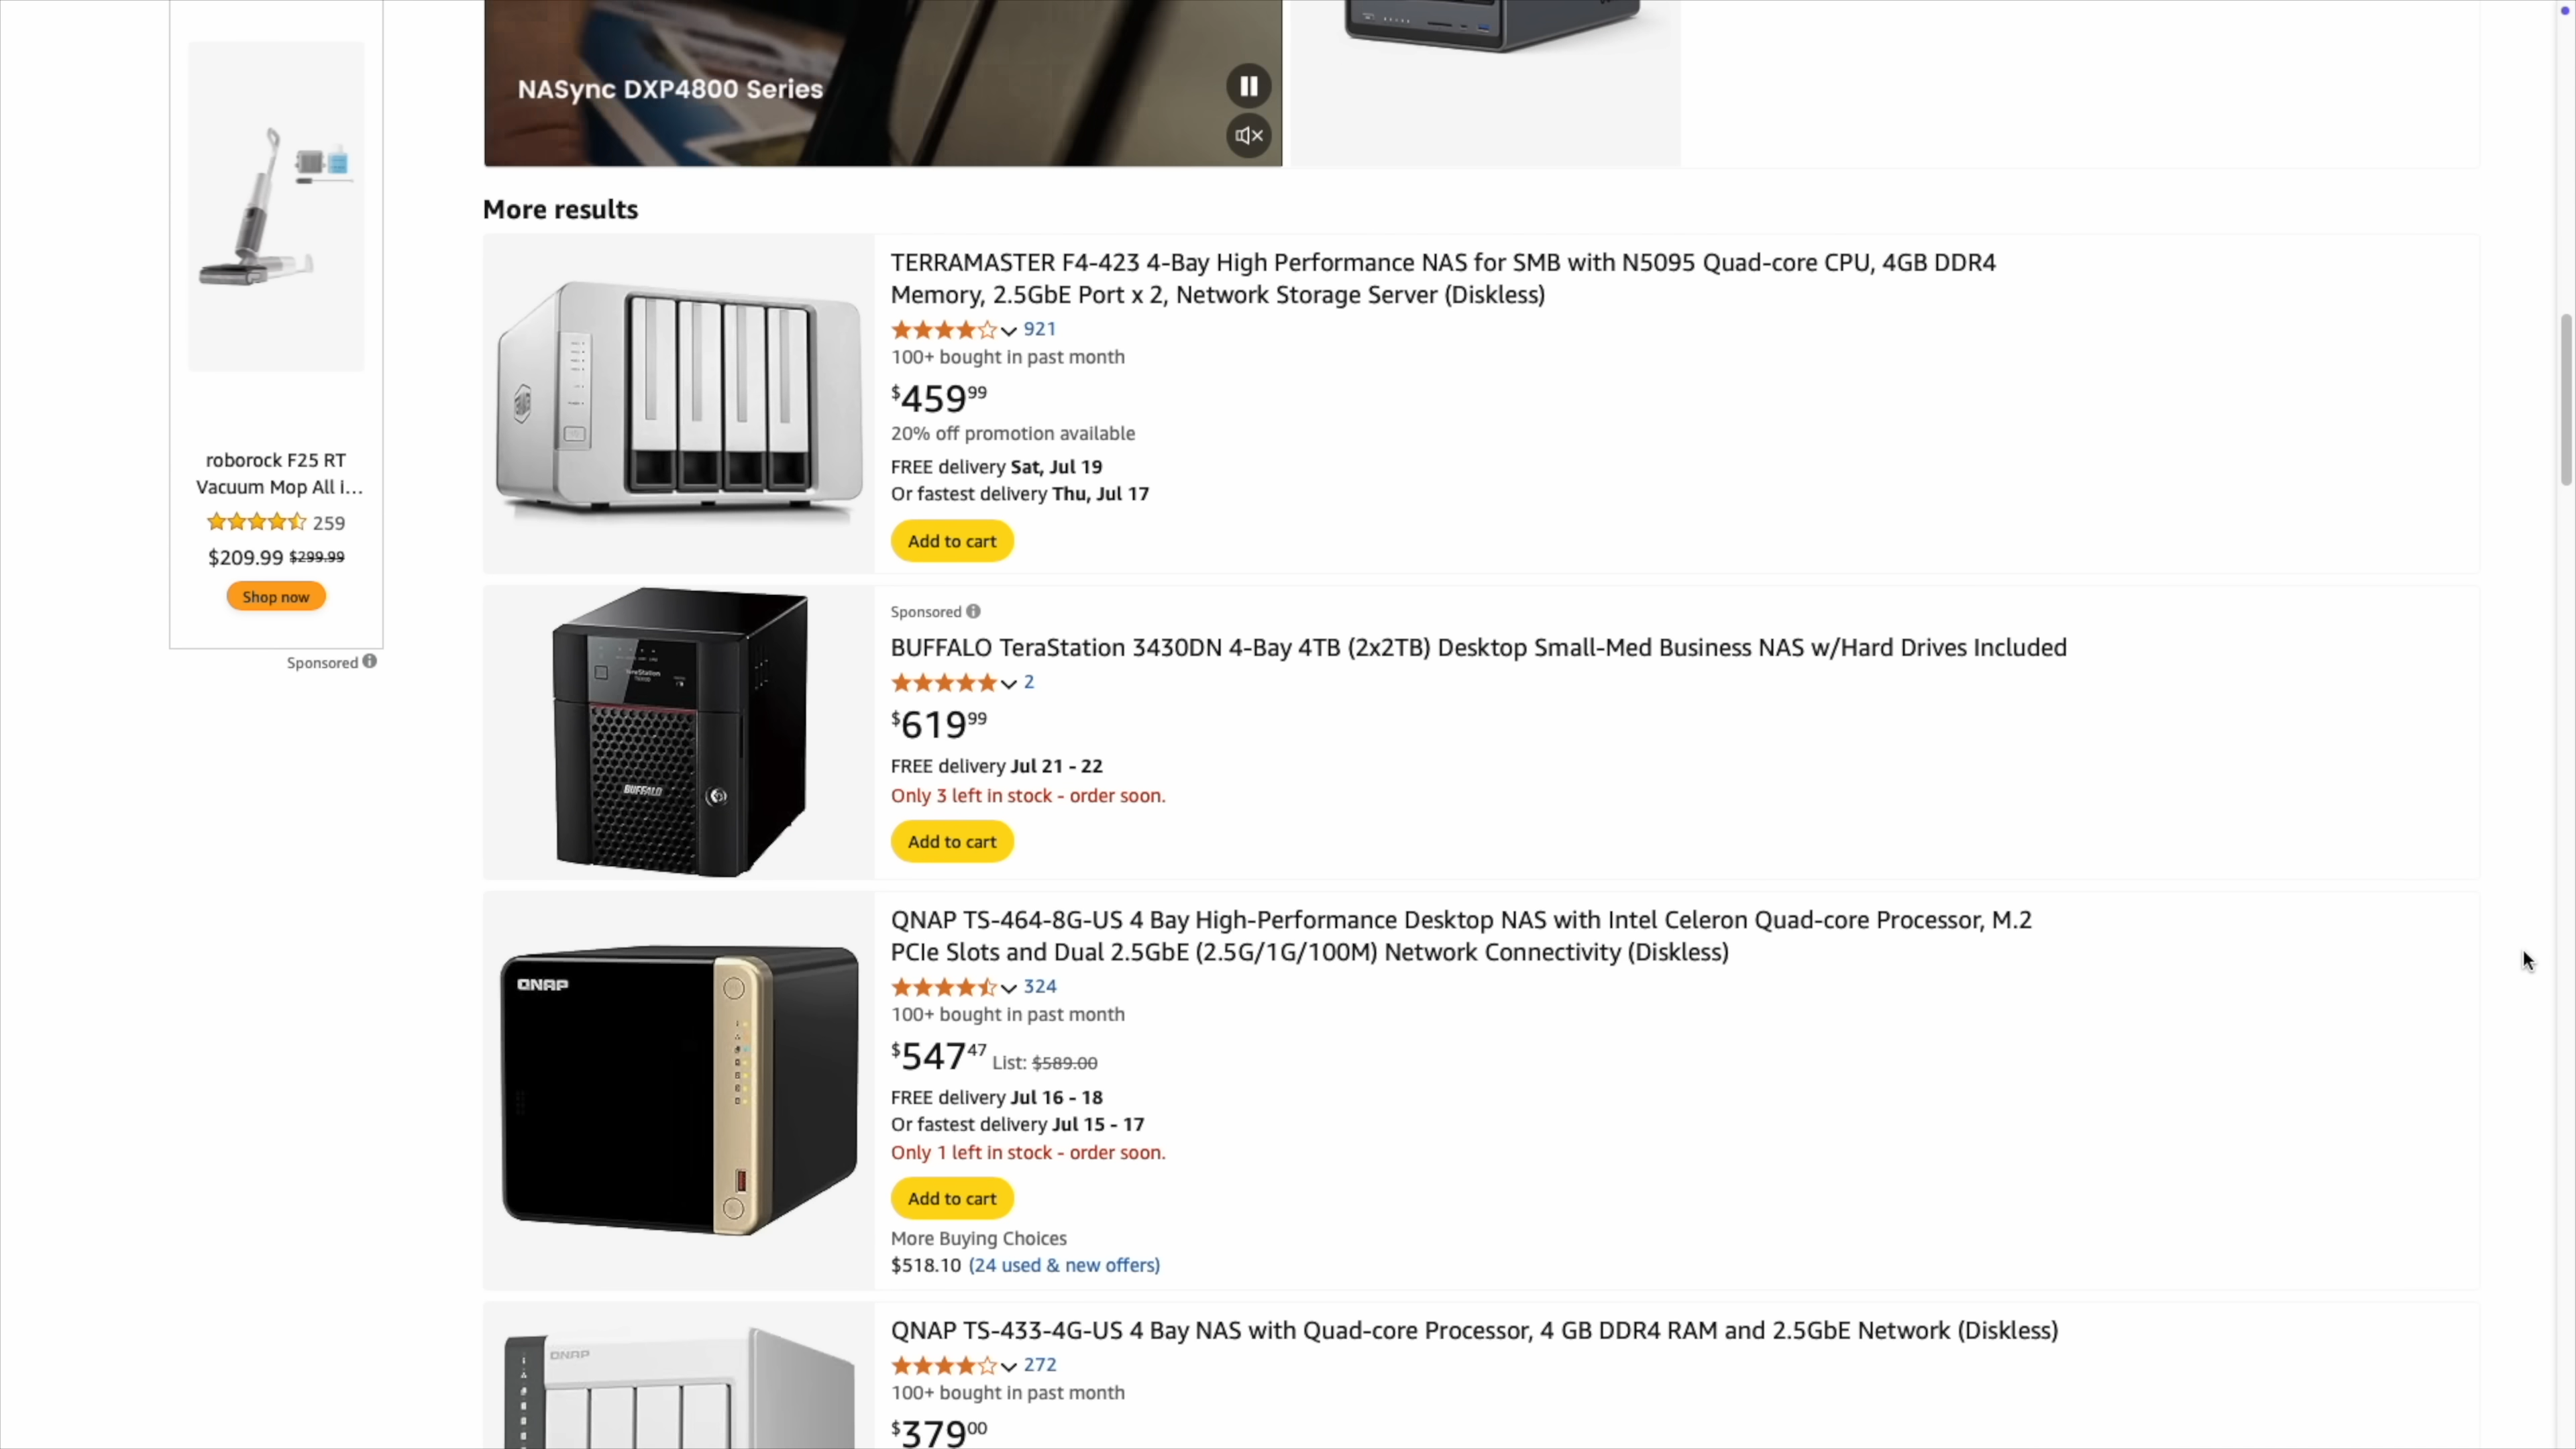 NASync DXP4800 Series
roborock F25 RT
Vacuum Mop All i...
259
$209.99 $299.99
Shop now
Sponsored
More results
TERRAMASTER F4-423 4-Bay High Performance NAS for SMB with N5095 Quad-core CPU, 4GB DDR4
Memory, 2.5GbE Port x 2, Network Storage Server (Diskless)
921
100+ bought in past month
$459.99
20% off promotion available
FREE delivery Sat, Jul 19
Or fastest delivery Thu, Jul 17
Add to cart
Sponsored
BUFFALO TeraStation 3430DN 4-Bay 4TB (2x2TB) Desktop Small-Med Business NAS w/Hard Drives Included
2
$619.99
FREE delivery Jul 21 - 22
Only 3 left in stock - order soon.
Add to cart
TeraStation
BUFFALO
QNAP TS-464-8G-US 4 Bay High-Performance Desktop NAS with Intel Celeron Quad-core Processor, M.2
PCIe Slots and Dual 2.5GbE (2.5G/1G/100M) Network Connectivity (Diskless)
324
100+ bought in past month
$547.47 List: $589.00
FREE delivery Jul 16 - 18
Or fastest delivery Jul 15 - 17
Only 1 left in stock - order soon.
Add to cart
More Buying Choices
$518.10 (24 used & new offers)
QNAP
QNAP TS-433-4G-US 4 Bay NAS with Quad-core Processor, 4 GB DDR4 RAM and 2.5GbE Network (Diskless)
272
100+ bought in past month
$379.00
QNAP